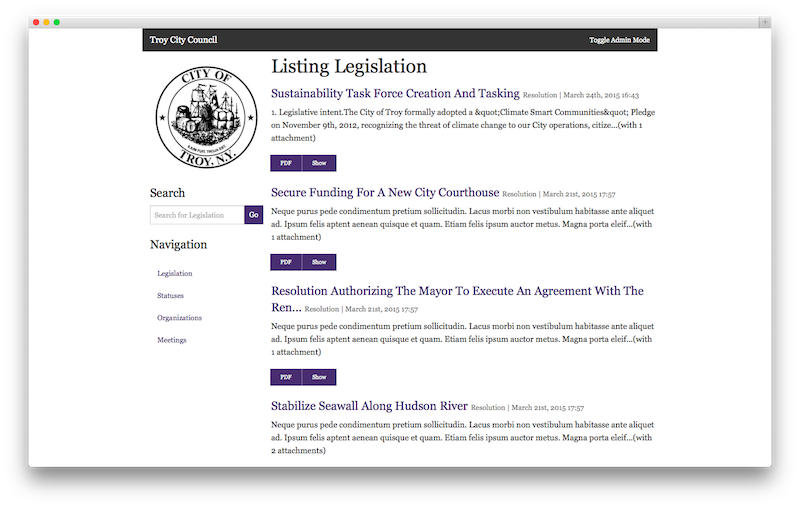 Troy City Council
Toggle Admin Mode
CITY OF
TROY, N.Y.
Search
Search for Legislation
Go
Navigation
Legislation
Statuses
Organizations
Meetings
Listing Legislation
Sustainability Task Force Creation And Tasking Resolution | March 24th, 2015 16:43
1. Legislative intent.The City of Troy formally adopted a &quot;Climate Smart Communities&quot; Pledge
on November 9th, 2012, recognizing the threat of climate change to our City operations, citize...(with 1
attachment)
PDF Show
Secure Funding For A New City Courthouse Resolution | March 21st, 2015 17:57
Neque purus pede condimentum pretium sollicitudin. Lacus morbi non vestibulum habitasse ante aliquet
ad. Ipsum felis aptent aenean quisque et quam. Etiam felis ipsum auctor metus. Magna porta eleif...(with
1 attachment)
PDF Show
Resolution Authorizing The Mayor To Execute An Agreement With The
Ren... Resolution | March 21st, 2015 17:57
Neque purus pede condimentum pretium sollicitudin. Lacus morbi non vestibulum habitasse ante aliquet
ad. Ipsum felis aptent aenean quisque et quam. Etiam felis ipsum auctor metus. Magna porta eleif...(with
1 attachment)
PDF Show
Stabilize Seawall Along Hudson River Resolution | March 21st, 2015 17:57
Neque purus pede condimentum pretium sollicitudin. Lacus morbi non vestibulum habitasse ante aliquet
ad. Ipsum felis aptent aenean quisque et quam. Etiam felis ipsum auctor metus. Magna porta eleif...(with
2 attachments)